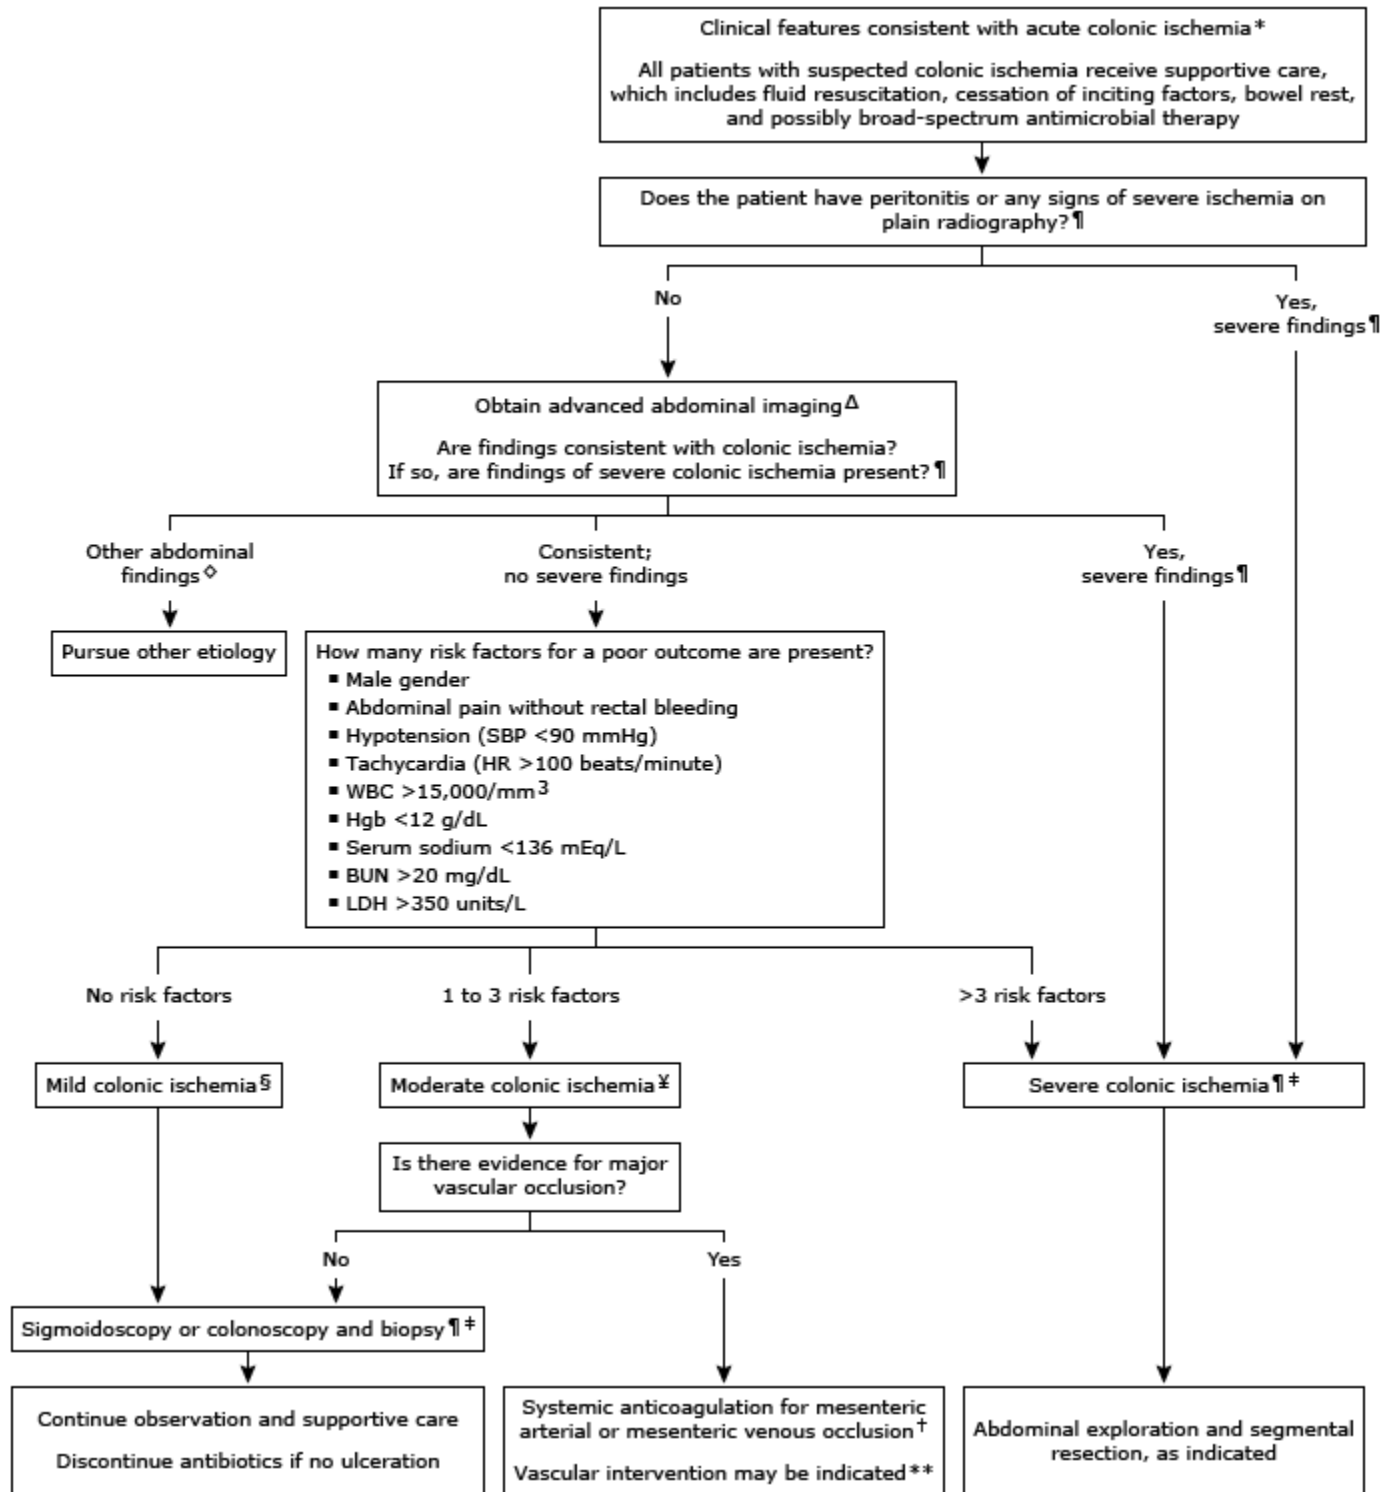 Clinical features consistent with acute colonic ischemia*
All patients with suspected colonic ischemia receive supportive care,
which includes fluid resuscitation, cessation of inciting factors, bowel rest,
and possibly broad-spectrum antimicrobial therapy
Does the patient have peritonitis or any signs of severe ischemia on
plain radiography?¶
No
Yes,
severe findings¶
Obtain advanced abdominal imagingΔ
Are findings consistent with colonic ischemia?
If so, are findings of severe colonic ischemia present?¶
Other abdominal
findings◇
Consistent;
no severe findings
Yes,
severe findings¶
Pursue other etiology
How many risk factors for a poor outcome are present?
▪ Male gender
▪ Abdominal pain without rectal bleeding
▪ Hypotension (SBP <90 mmHg)
▪ Tachycardia (HR >100 beats/minute)
▪ WBC >15,000/mm3
▪ Hgb <12 g/dL
▪ Serum sodium <136 mEq/L
▪ BUN >20 mg/dL
▪ LDH >350 units/L
No risk factors
1 to 3 risk factors
>3 risk factors
Mild colonic ischemia§
Moderate colonic ischemia¥
Severe colonic ischemia¶‡
Is there evidence for major
vascular occlusion?
No
Yes
Sigmoidoscopy or colonoscopy and biopsy¶‡
Continue observation and supportive care
Discontinue antibiotics if no ulceration
Systemic anticoagulation for mesenteric
arterial or mesenteric venous occlusion†
Vascular intervention may be indicated**
Abdominal exploration and segmental
resection, as indicated